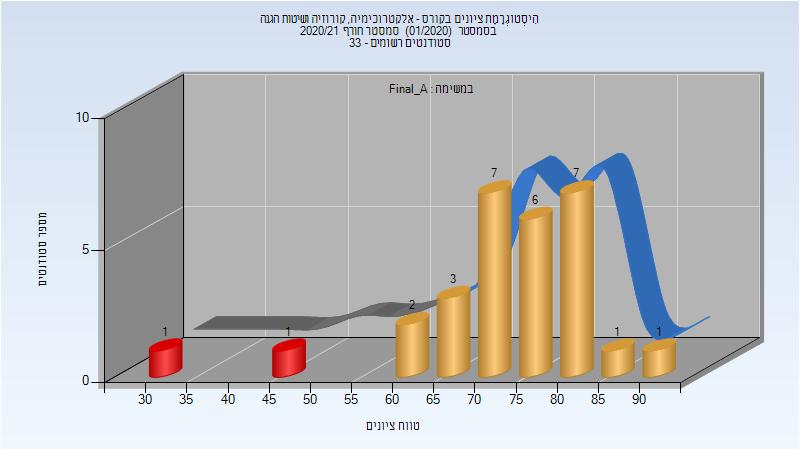 היסטוגרמת ציונים בקורס - אלקטרוכימיה, קורוזיה ושיטות הגנה
בסמסטר (01/2020) סמסטר חורף 2020/21
סטודנטים רשומים - 33
במשימה : Final_A
מספר סטודנטים
10
5
0
1
1
2
3
7
6
7
1
1
30 35 40 45 50 55 60 65 70 75 80 85 90
טווח ציונים